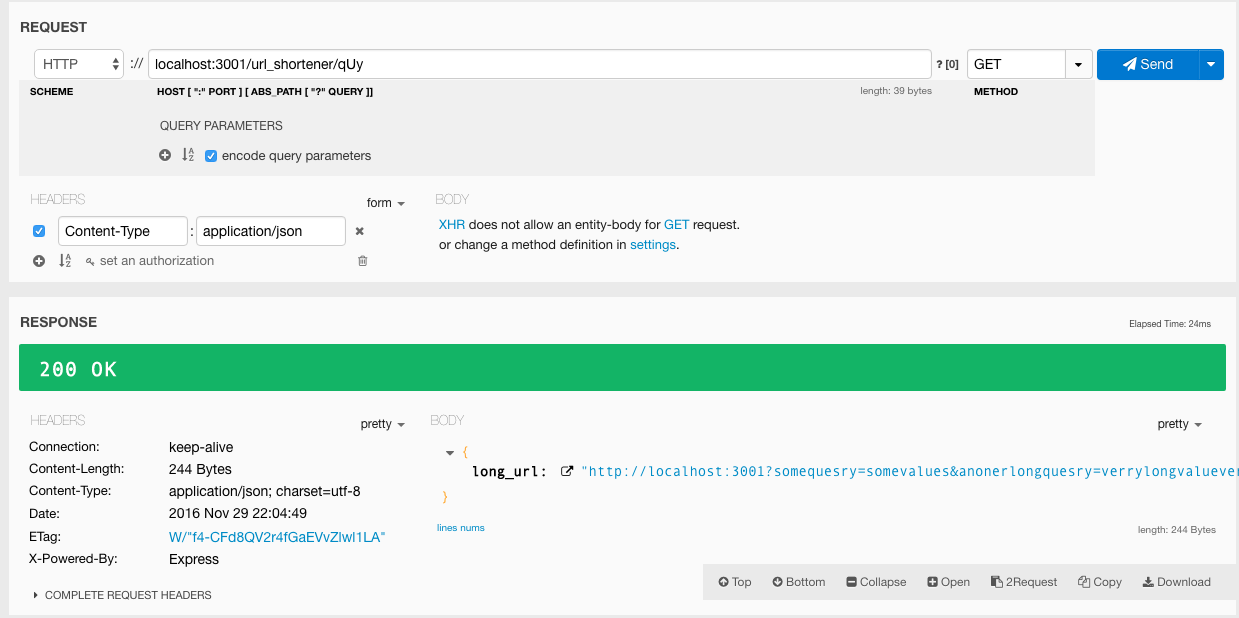 REQUEST
HTTP :// localhost:3001/url_shortener/qUy ? [0] GET Send
SCHEME HOST [ ":" PORT ] [ ABS_PATH [ "?" QUERY ]] length: 39 bytes METHOD
QUERY PARAMETERS
encode query parameters
HEADERS form BODY
XHR does not allow an entity-body for GET request.
Content-Type : application/json
or change a method definition in settings.
set an authorization
RESPONSE
Elapsed Time: 24ms
200 OK
HEADERS pretty BODY pretty
Connection: keep-alive
Content-Length: 244 Bytes
Content-Type: application/json; charset=utf-8
Date: 2016 Nov 29 22:04:49
ETag: W/"f4-CFd8QV2r4fGaEVvZIwl1LA"
X-Powered-By: Express
COMPLETE REQUEST HEADERS
{
long_url: "http://localhost:3001?somequesry=somevalues&anonerlongquesry=verrylongvaluever
}
lines nums
length: 244 Bytes
Top Bottom Collapse Open 2Request Copy Download